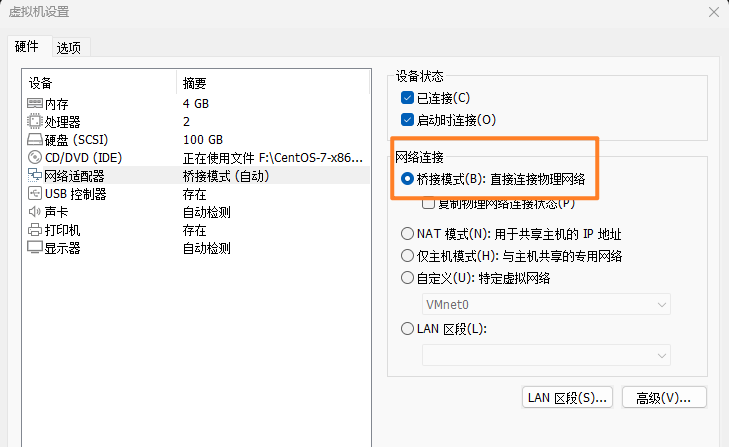 虚拟机设置
硬件 选项
设备 摘要
内存 4 GB
处理器 2
硬盘 (SCSI) 100 GB
CD/DVD (IDE) 正在使用文件 F:\CentOS-7-x86...
网络适配器 桥接模式 (自动)
USB 控制器 存在
声卡 自动检测
打印机 存在
显示器 自动检测
设备状态
已连接(C)
启动时连接(O)
网络连接
桥接模式(B): 直接连接物理网络
复制物理网络连接状态(P)
NAT 模式(N): 用于共享主机的 IP 地址
仅主机模式(H): 与主机共享的专用网络
自定义(U): 特定虚拟网络
VMnet0
LAN 区段(L):
LAN 区段(S)... 高级(V)...